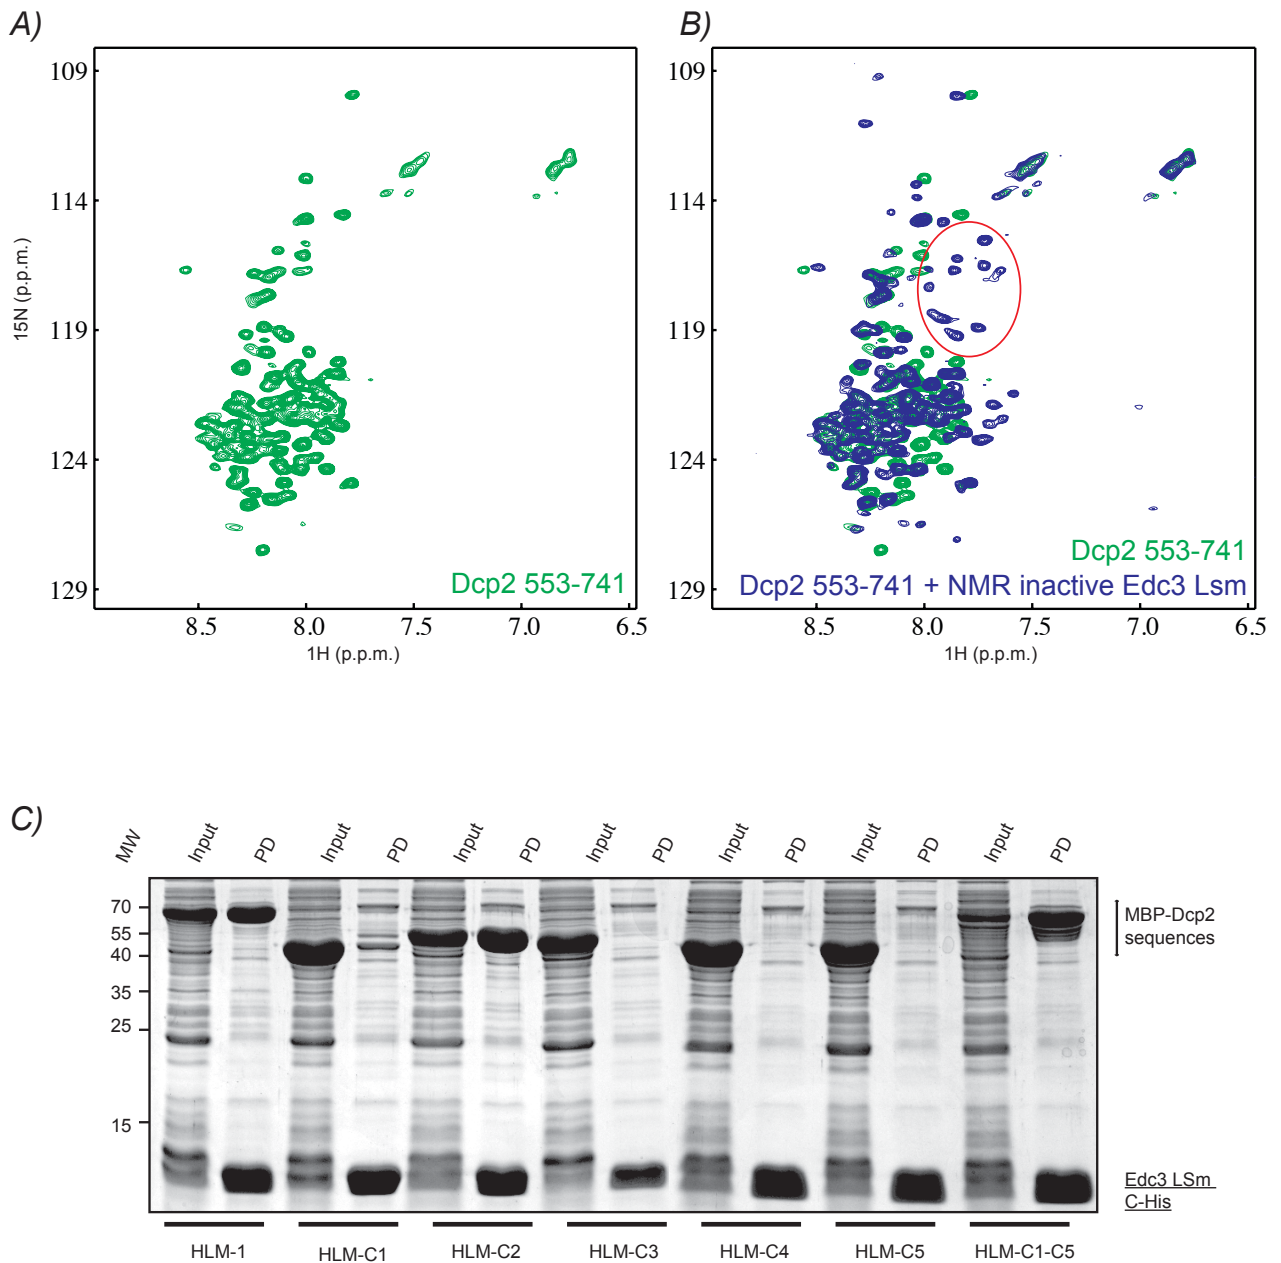 A)
B)
109
114
119
124
129
15N (p.p.m.)
8.5 8.0 7.5 7.0 6.5
1H (p.p.m.)
Dcp2 553-741
109
114
119
124
129
8.5 8.0 7.5 7.0 6.5
1H (p.p.m.)
Dcp2 553-741
Dcp2 553-741 + NMR inactive Edc3 Lsm
C)
MW Input PD Input PD Input PD Input PD Input PD Input PD Input PD
70
55
40
35
25
15
MBP-Dcp2
sequences
Edc3 LSm
C-His
HLM-1 HLM-C1 HLM-C2 HLM-C3 HLM-C4 HLM-C5 HLM-C1-C5